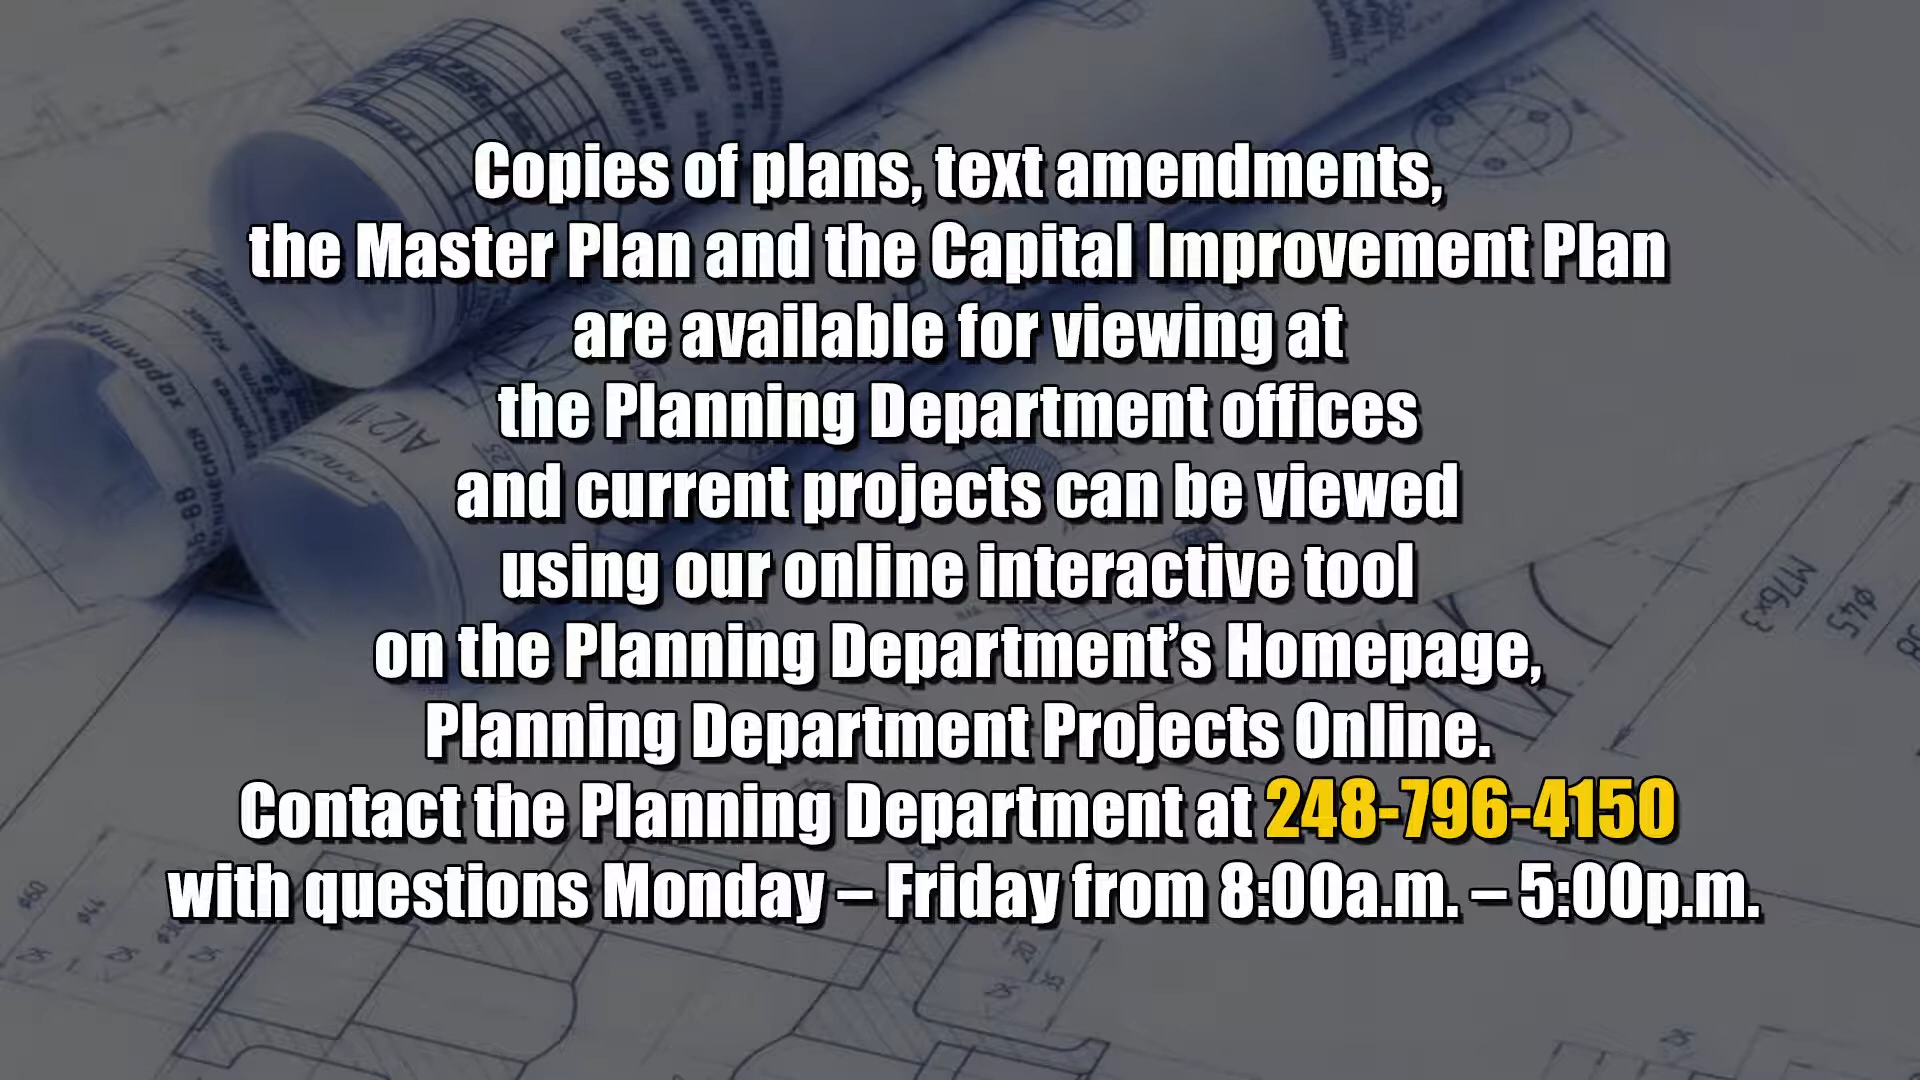 Copies of plans, text amendments,
the Master Plan and the Capital Improvement Plan
are available for viewing at
the Planning Department offices
and current projects can be viewed
using our online interactive tool
on the Planning Department’s Homepage,
Planning Department Projects Online.
Contact the Planning Department at 248-796-4150
with questions Monday – Friday from 8:00a.m. – 5:00p.m.
M76x3
ϕ45